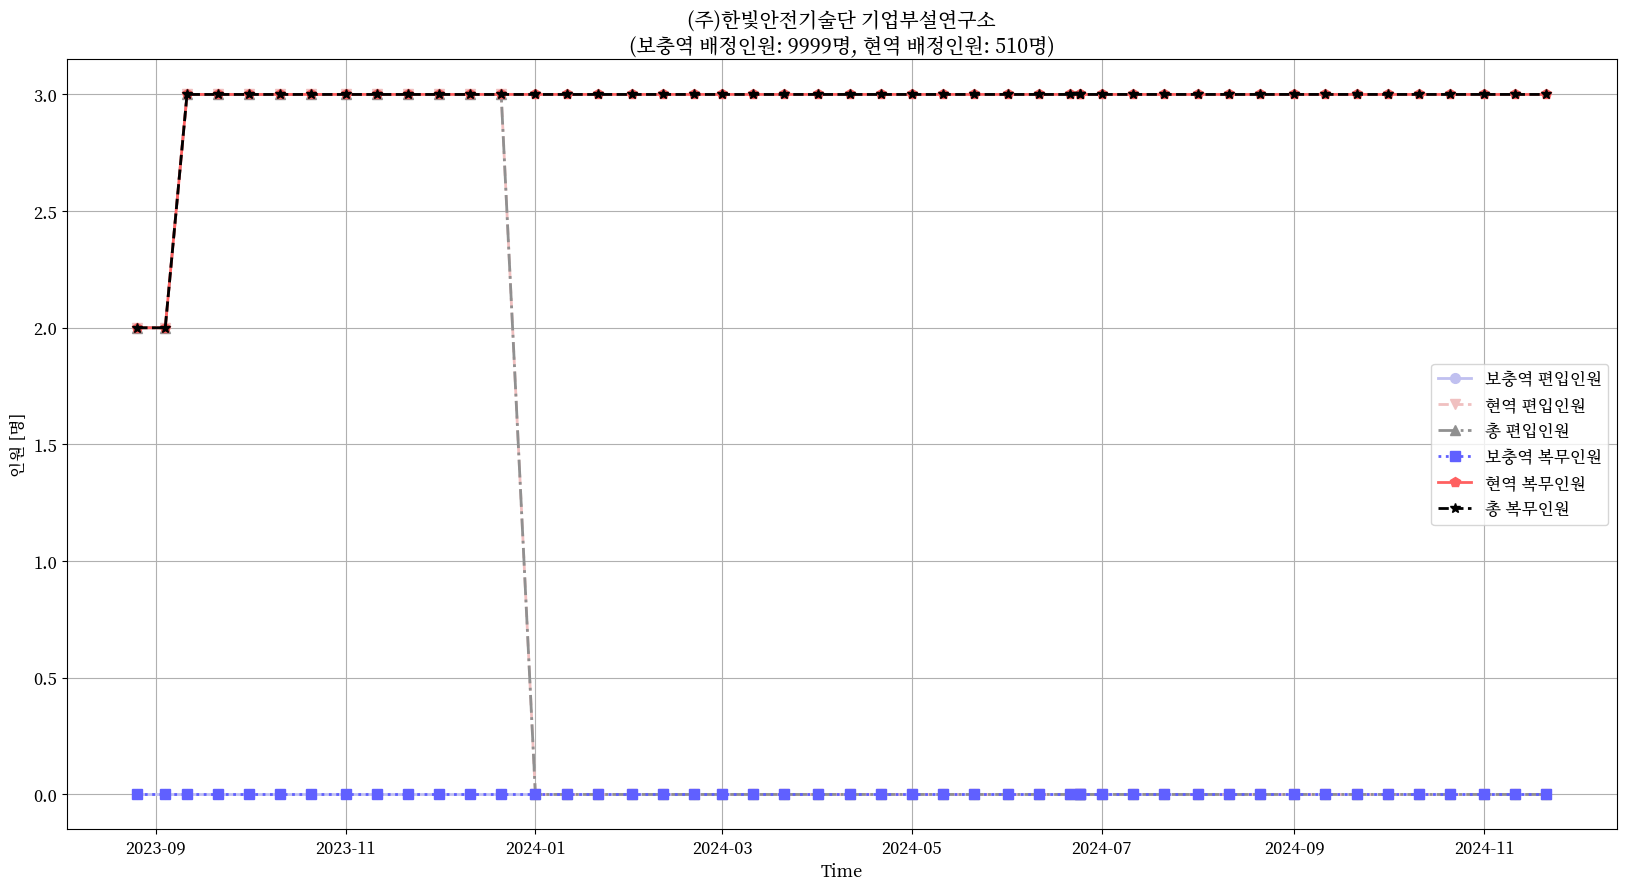 (주)한빛안전기술단 기업부설연구소
(보충역 배정인원: 9999명, 현역 배정인원: 510명)
3.0
2.5
2.0
1.5
1.0
0.5
0.0
인원 [명]
보충역 편입인원
현역 편입인원
총 편입인원
보충역 복무인원
현역 복무인원
총 복무인원
2023-09
2023-11
2024-01
2024-03
2024-05
2024-07
2024-09
2024-11
Time